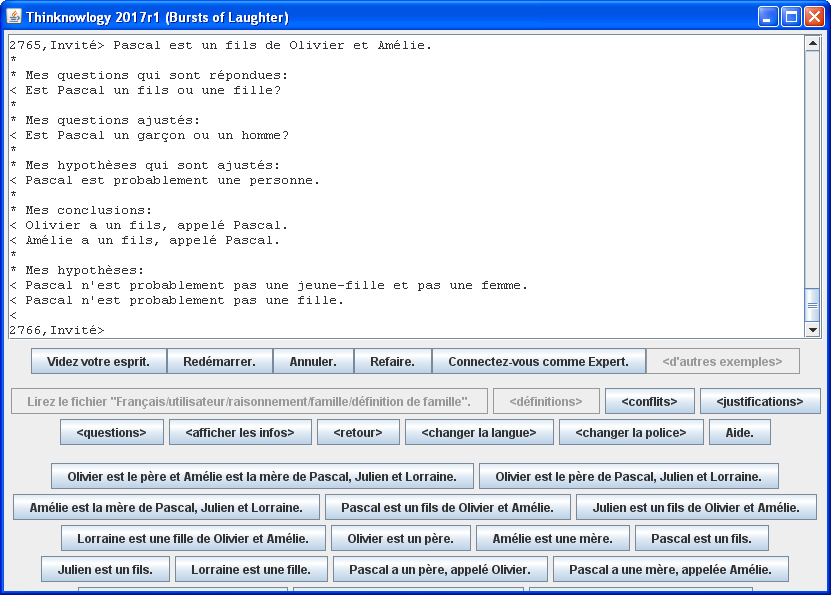 Thinknowlogy 2017r1 (Bursts of Laughter)
2765,Invité> Pascal est un fils de Olivier et Amélie.
*
* Mes questions qui sont répondues:
< Est Pascal un fils ou une fille?
*
* Mes questions ajustés:
< Est Pascal un garçon ou un homme?
*
* Mes hypothèses qui sont ajustés:
< Pascal est probablement une personne.
*
* Mes conclusions:
< Olivier a un fils, appelé Pascal.
< Amélie a un fils, appelé Pascal.
*
* Mes hypothèses:
< Pascal n'est probablement pas une jeune-fille et pas une femme.
< Pascal n'est probablement pas une fille.
<
2766,Invité>
Videz votre esprit. Redémarrer. Annuler. Refaire. Connectez-vous comme Expert. <d'autres exemples>
Lirez le fichier "Français/utilisateur/raisonnement/famille/définition de famille". <définitions> <conflits> <justifications>
<questions> <afficher les infos> <retour> <changer la langue> <changer la police> Aide.
Olivier est le père et Amélie est la mère de Pascal, Julien et Lorraine. Olivier est le père de Pascal, Julien et Lorraine.
Amélie est la mère de Pascal, Julien et Lorraine. Pascal est un fils de Olivier et Amélie. Julien est un fils de Olivier et Amélie.
Lorraine est une fille de Olivier et Amélie. Olivier est un père. Amélie est une mère. Pascal est un fils.
Julien est un fils. Lorraine est une fille. Pascal a un père, appelé Olivier. Pascal a une mère, appelée Amélie.